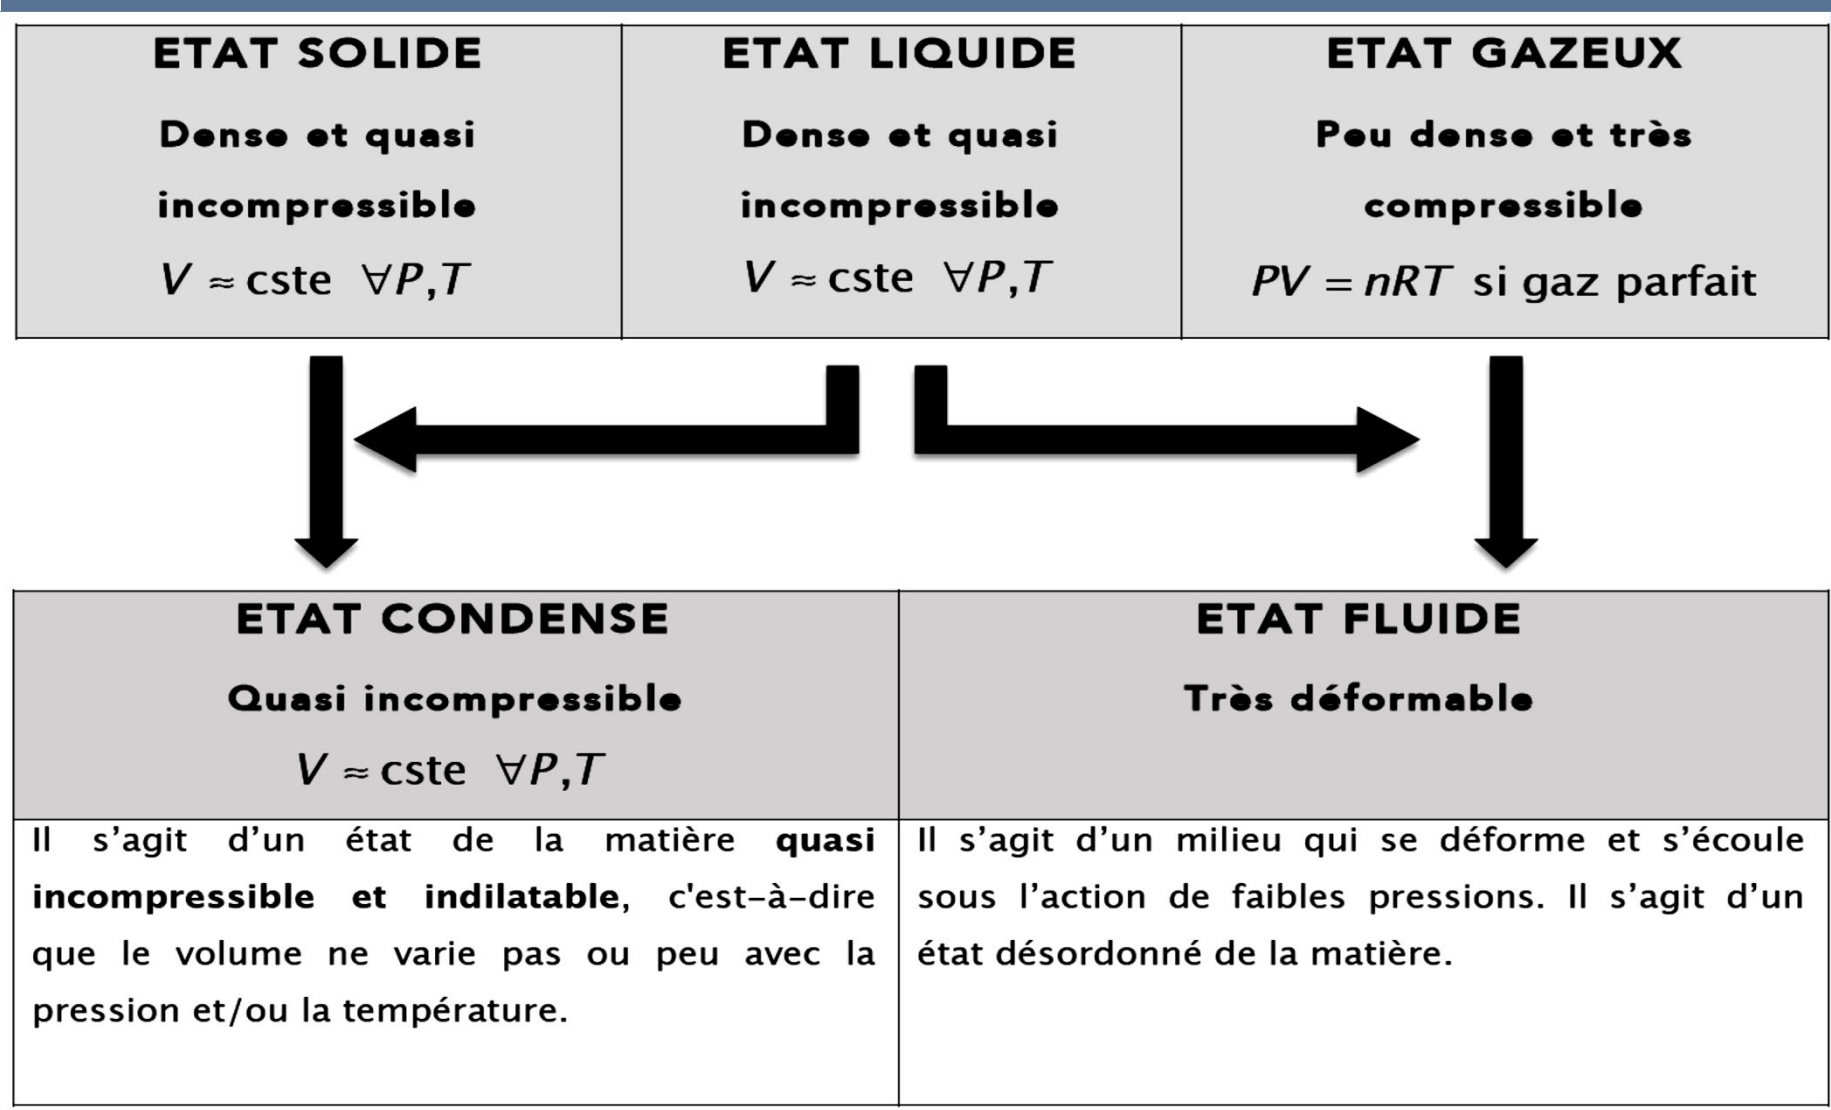 ETAT SOLIDE
Dense et quasi
incompressible
V ≈ cste ∀P,T
ETAT LIQUIDE
Dense et quasi
incompressible
V ≈ cste ∀P,T
ETAT GAZEUX
Peu dense et très
compressible
PV = nRT si gaz parfait
ETAT CONDENSE
Quasi incompressible
V ≈ cste ∀P,T
Il s’agit d’un état de la matière quasi
incompressible et indilatable, c'est-à-dire
que le volume ne varie pas ou peu avec la
pression et/ou la température.
ETAT FLUIDE
Très déformable
Il s’agit d’un milieu qui se déforme et s’écoule
sous l’action de faibles pressions. Il s’agit d’un
état désordonné de la matière.